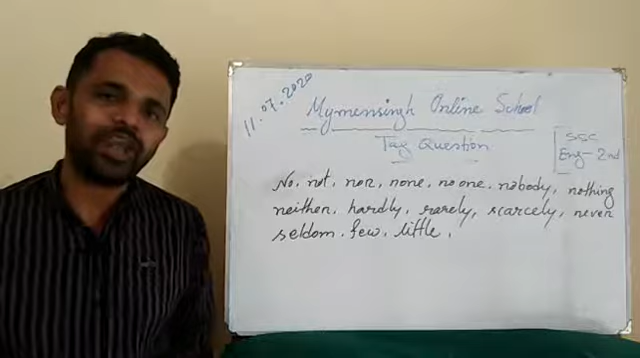 11.07.2020
Mymensingh Online School
Tag Question
SSC
Eng-2nd
No, not, nor, none, no one, nobody, nothing
neither, hardly, rarely, scarcely, never
seldom, few, little,